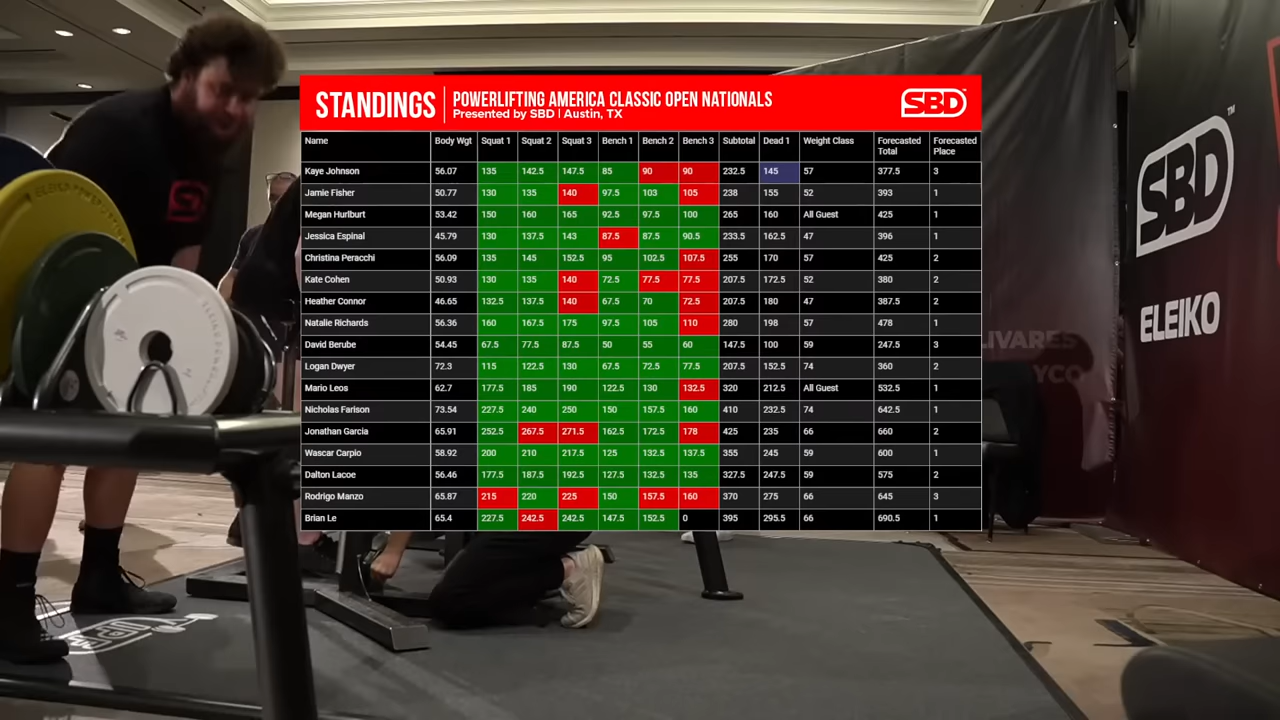 STANDINGS
POWERLIFTING AMERICA CLASSIC OPEN NATIONALS
Presented by SBD | Austin, TX
SBD
Name Body Wgt Squat 1 Squat 2 Squat 3 Bench 1 Bench 2 Bench 3 Subtotal Dead 1 Weight Class Forecasted Total Forecasted Place
Kaye Johnson 56.07 135 142.5 147.5 85 90 90 232.5 145 57 377.5 3
Jamie Fisher 50.77 130 135 140 97.5 103 105 238 155 52 393 1
Megan Hurlburt 53.42 150 160 165 92.5 97.5 100 265 160 All Guest 425 1
Jessica Espinal 45.79 130 137.5 143 87.5 87.5 90.5 233.5 162.5 47 396 1
Christina Peracchi 56.09 135 145 152.5 95 102.5 107.5 255 170 57 425 2
Kate Cohen 50.93 130 135 140 72.5 77.5 77.5 207.5 172.5 52 380 2
Heather Connor 46.65 132.5 137.5 140 67.5 70 72.5 207.5 180 47 387.5 2
Natalie Richards 56.36 160 167.5 175 97.5 105 110 280 198 57 478 1
David Berube 54.45 67.5 77.5 87.5 50 55 60 147.5 100 59 247.5 3
Logan Dwyer 72.3 115 122.5 130 67.5 72.5 77.5 207.5 152.5 74 360 2
Mario Leos 62.7 177.5 185 190 122.5 130 132.5 320 212.5 All Guest 532.5 1
Nicholas Farison 73.54 227.5 240 250 150 157.5 160 410 232.5 74 642.5 1
Jonathan Garcia 65.91 252.5 267.5 271.5 162.5 172.5 178 425 235 66 660 2
Wascar Carpio 58.92 200 210 217.5 125 132.5 137.5 355 245 59 600 1
Dalton Lacoe 56.46 177.5 187.5 192.5 127.5 132.5 135 327.5 247.5 59 575 2
Rodrigo Manzo 65.87 215 220 225 150 157.5 160 370 275 66 645 3
Brian Le 65.4 227.5 242.5 242.5 147.5 152.5 0 395 295.5 66 690.5 1
SBD™
ELEIKO